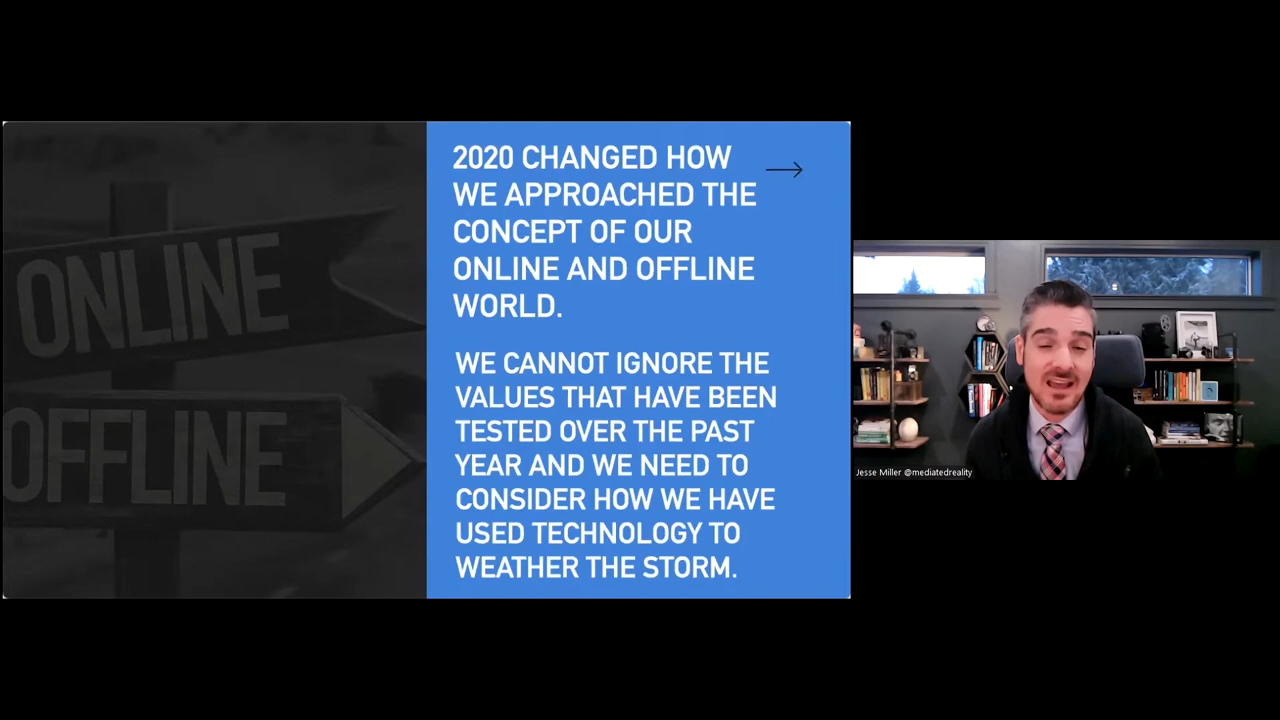 ONLINE
OFFLINE
2020 CHANGED HOW
WE APPROACHED THE
CONCEPT OF OUR
ONLINE AND OFFLINE
WORLD.
WE CANNOT IGNORE THE
VALUES THAT HAVE BEEN
TESTED OVER THE PAST
YEAR AND WE NEED TO
CONSIDER HOW WE HAVE
USED TECHNOLOGY TO
WEATHER THE STORM.
Jesse Miller @mediatedreality